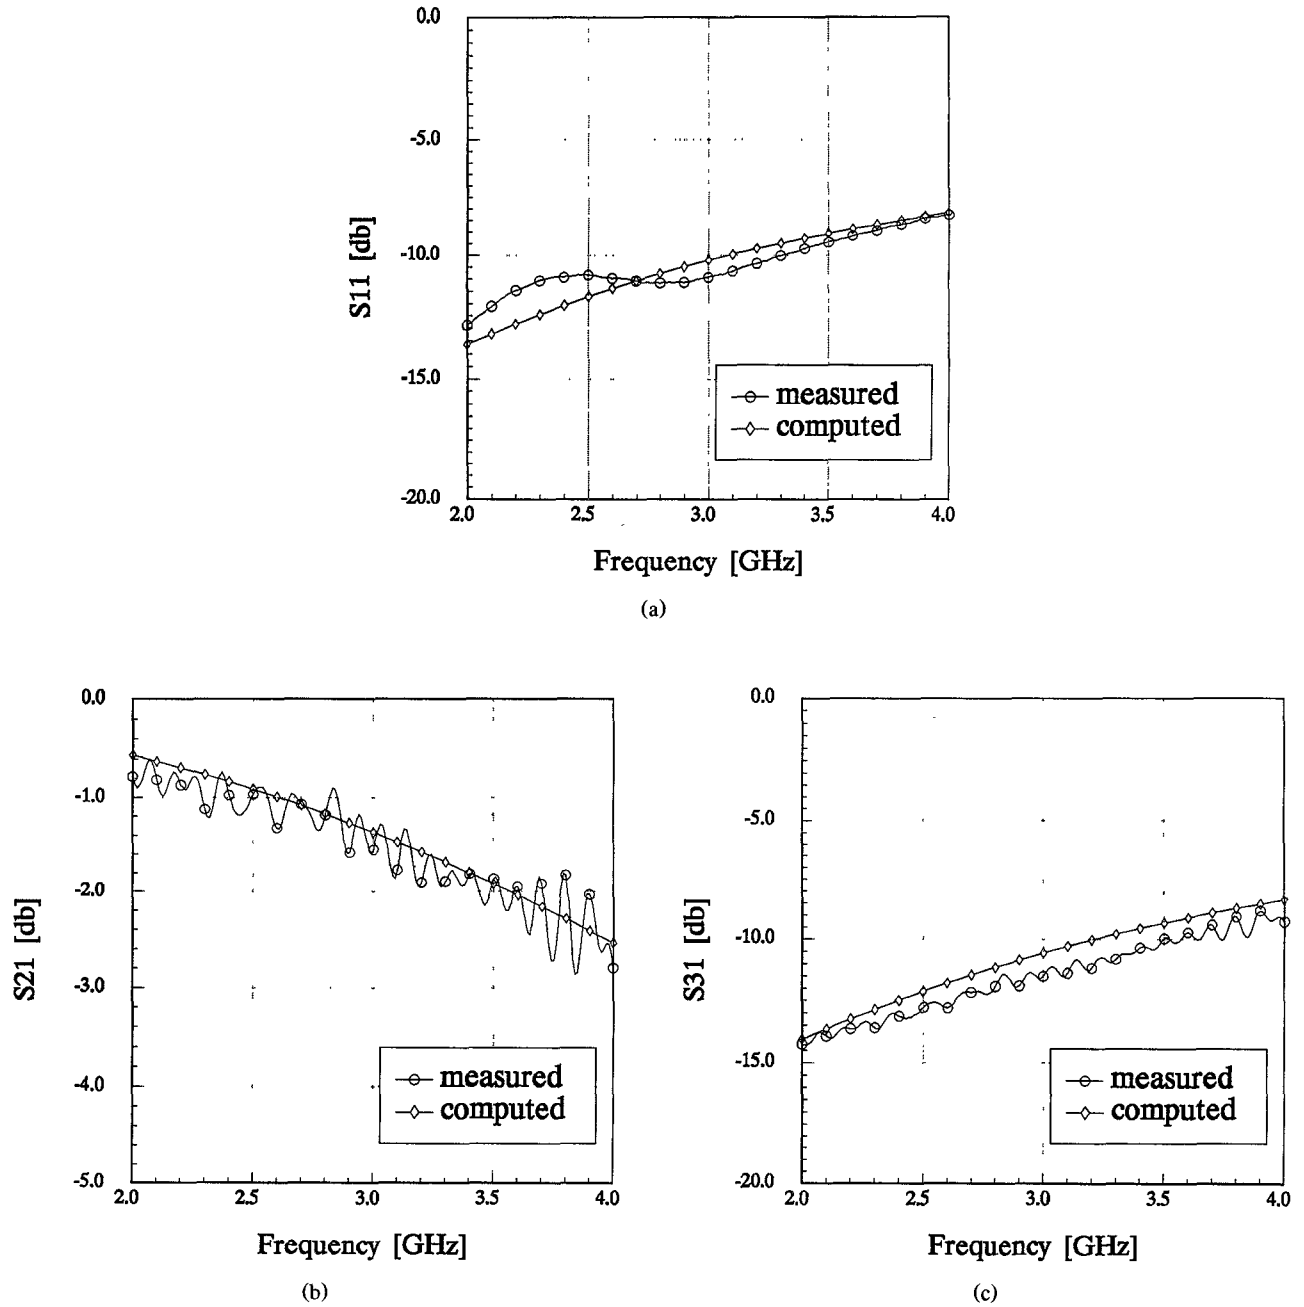 0.0
-5.0
-10.0
-15.0
-20.0
S11 [db]
measured
computed
2.0 2.5 3.0 3.5 4.0
Frequency [GHz]
(a)
0.0
-1.0
-2.0
-3.0
-4.0
-5.0
S21 [db]
measured
computed
2.0 2.5 3.0 3.5 4.0
Frequency [GHz]
(b)
0.0
-5.0
-10.0
-15.0
-20.0
S31 [db]
measured
computed
2.0 2.5 3.0 3.5 4.0
Frequency [GHz]
(c)